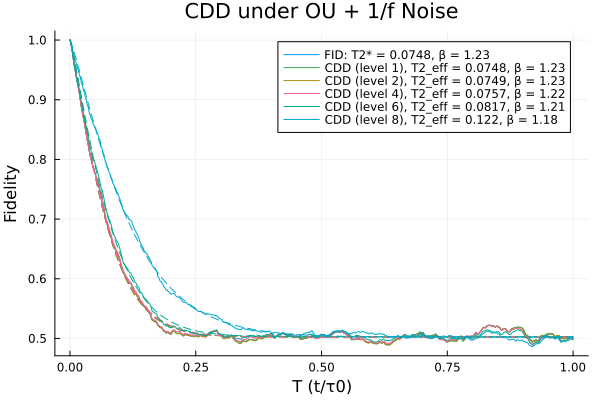 CDD under OU + 1/f Noise
FID: T2* = 0.0748, β = 1.23
CDD (level 1), T2_eff = 0.0748, β = 1.23
CDD (level 2), T2_eff = 0.0749, β = 1.23
CDD (level 4), T2_eff = 0.0757, β = 1.22
CDD (level 6), T2_eff = 0.0817, β = 1.21
CDD (level 8), T2_eff = 0.122, β = 1.18
Fidelity
1.0
0.9
0.8
0.7
0.6
0.5
0.00
0.25
0.50
0.75
1.00
T (t/τ0)